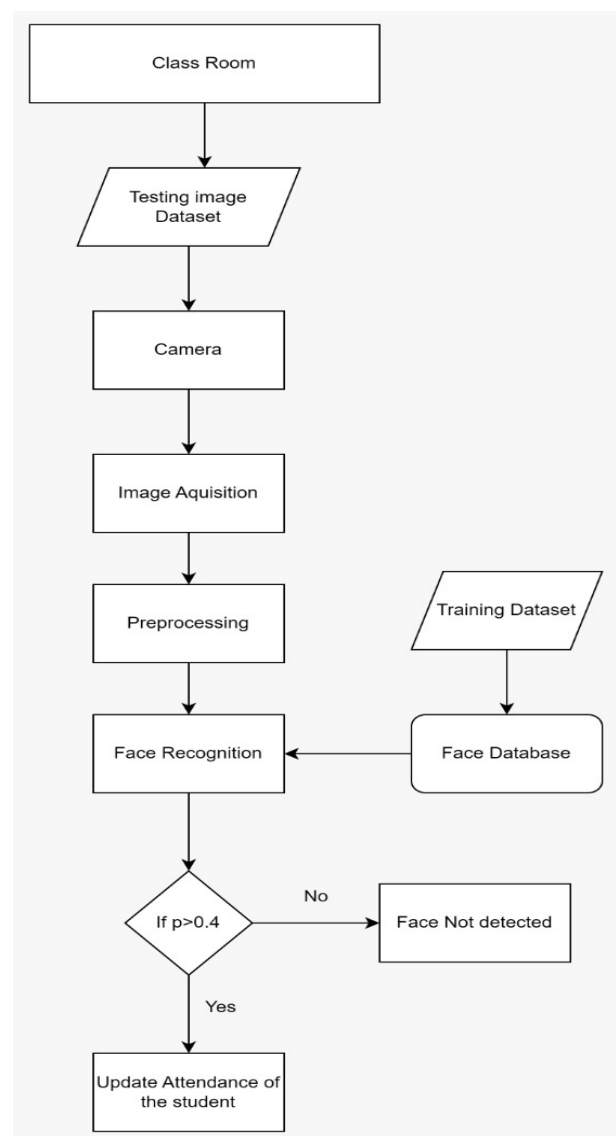 Class Room
Testing image
Dataset
Camera
Image Aquisition
Preprocessing
Training Dataset
Face Recognition
Face Database
If p>0.4
No
Face Not detected
Yes
Update Attendance of
the student